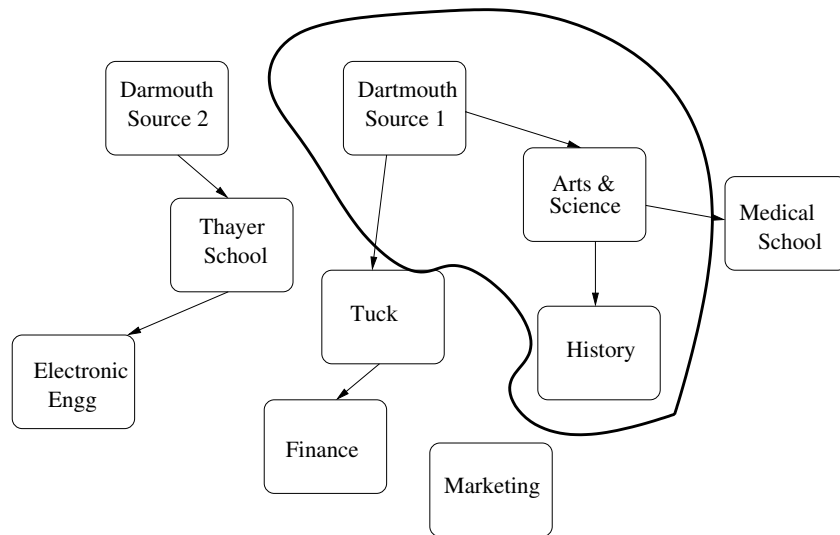 Darmouth
Source 2
Dartmouth
Source 1
Arts &
Science
Medical
School
Thayer
School
Tuck
History
Electronic
Engg
Finance
Marketing